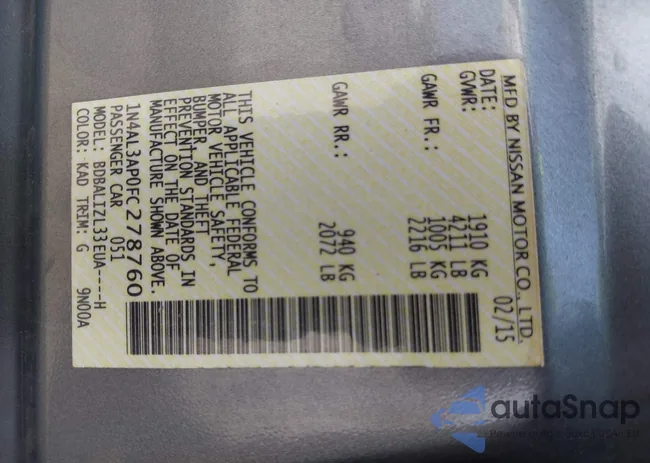 MFD BY NISSAN MOTOR CO., LTD.
DATE: 02/15
GVWR: 1910 KG
4211 LB
GAWR FR.: 1005 KG
2216 LB
GAWR RR.: 940 KG
2072 LB
THIS VEHICLE CONFORMS TO
ALL APPLICABLE FEDERAL
MOTOR VEHICLE SAFETY,
BUMPER, AND THEFT
PREVENTION STANDARDS IN
EFFECT ON THE DATE OF
MANUFACTURE SHOWN ABOVE.
1N4AL3AP0FC278760
PASSENGER CAR 051
MODEL: BDBALIZL33EUA----H
COLOR: KAD TRIM: G 9N00A
autaSnap